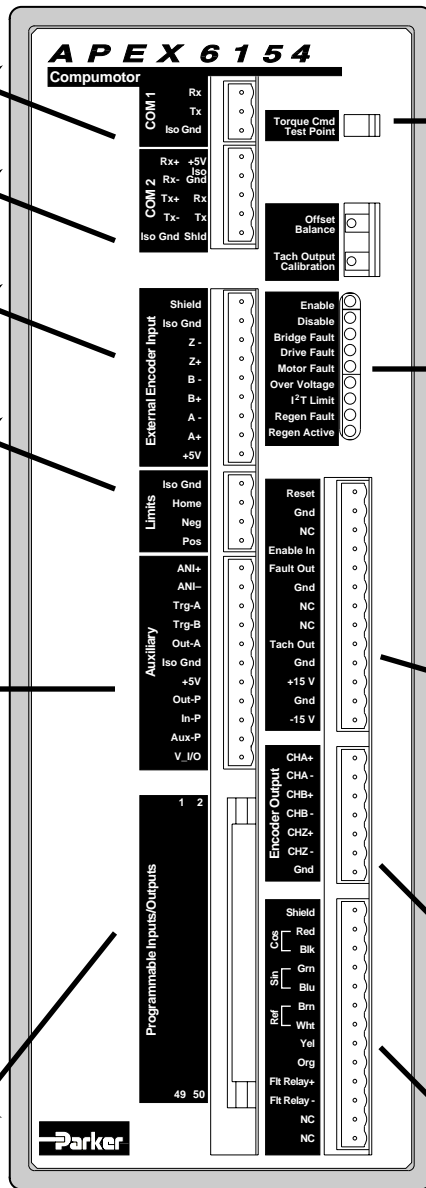 APEX 6154
Compumotor
COM 1
Rx
Tx
Iso Gnd
COM 2
Rx+ +5V
Rx- Iso Gnd
Tx+ Rx
Tx- Tx
Iso Gnd Shld
External Encoder Input
Shield
Iso Gnd
Z -
Z+
B -
B+
A -
A+
+5V
Limits
Iso Gnd
Home
Neg
Pos
Auxiliary
ANI+
ANI–
Trg-A
Trg-B
Out-A
Iso Gnd
+5V
Out-P
In-P
Aux-P
V_I/O
Programmable Inputs/Outputs
1 2
49 50
Parker
Torque Cmd
Test Point
Offset
Balance
Tach Output
Calibration
Enable
Disable
Bridge Fault
Drive Fault
Motor Fault
Over Voltage
I²T Limit
Regen Fault
Regen Active
Reset
Gnd
NC
Enable In
Fault Out
Gnd
NC
NC
Tach Out
Gnd
+15 V
Gnd
-15 V
Encoder Output
CHA+
CHA -
CHB+
CHB -
CHZ+
CHZ -
Gnd
Shield
Cos
Red
Blk
Sin
Grn
Blu
Ref
Brn
Wht
Yel
Org
Flt Relay+
Flt Relay -
NC
NC